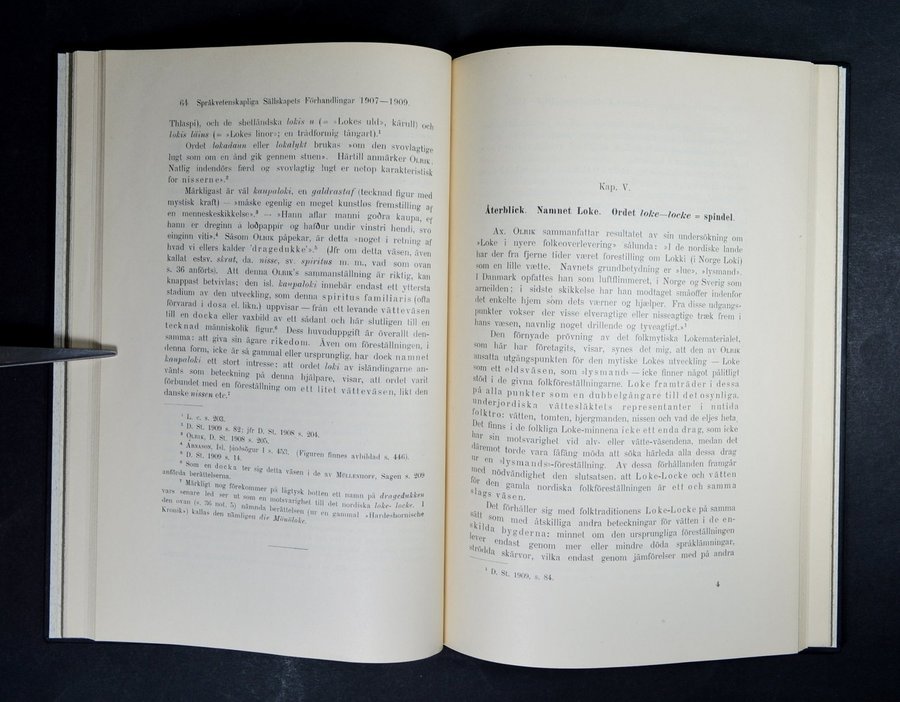 64 Språkvetenskapliga Sällskapets Förhandlingar 1907—1909.
Thlaspi), och de shelländska lokis u (= »Lokes uld», kärull) och
lokis läins (= »Lokes linor»; en trådformig tångart).¹
Ordet lokadaun eller lokalykt brukas »om den svovlagtige
lugt som om en ånd gik gennem stuen». Härtill anmärker OLRIK,
Natlig indendörs færd og svovlagtig lugt er netop karakteristisk
for nisserne».²
Märkligast är väl kaupaloki, en galdrastaf (tecknad figur med
mystisk kraft) — »måske egenlig en meget kunstløs fremstilling af
en menneskeskikkelse».³ — »Hann aflar manni goðra kaupa, ef
hann er dreginn á loðpappir og hafður undir vinstri hendi, svo
einginn viti».⁴ Såsom OLRIK påpekar, är detta »noget i retning af
hvad vi ellers kalder 'dragedukke'».⁵ (Jfr om detta väsen, även
kallat estsv. skrat, da. nisse, sv. spiritus m. m., vad som ovan
s. 36 anförts). Att denna OLRIK's sammanställning är riktig, kan
knappast betvivlas; den isl. kaupaloki innebär endast ett yttersta
stadium av den utveckling, som denna spiritus familiaris (ofta
förvarad i dosa el. likn.) uppvisar — från ett levande vätteväsen
till en docka eller vaxbild av ett sådant och här slutligen till en
tecknad människolik figur.⁶ Dess huvuduppgift är överallt den-
samma: att giva sin ägare rikedom. Även om föreställningen, i
denna form, icke är så gammal eller ursprunglig, har dock namnet
kaupaloki ett stort intresse; att ordet loki av isländingarne an-
vänts som beteckning på denna hjälpare, visar, att ordet varit
förbundet med en föreställning om ett litet vätteväsen, likt den
danske nissen etc.⁷
¹ L. c. s. 203.
² D. St. 1909 s. 82; jfr D. St. 1908 s. 204.
³ OLRIK, D. St. 1908 s. 205.
⁴ ARNASON, Isl. þjoðsögur I s. 453. (Figuren finnes avbildad s. 446).
⁵ D. St. 1909 s. 14.
⁶ Som en docka ter sig detta väsen i de av MÜLLENHOFF, Sagen s. 209
anförda berättelserna.
⁷ Märkligt nog förekommer på lågtysk botten ett namn på dragedukken
vars senare led ser ut som en motsvarighet till det nordiska loke- locke. I
den ovan (s. 36 not. 5) nämnda berättelsen (ur en gammal »Hardeshornische
Kronik») kallas den nämligen die Mönöloke.
Kap. V.
Återblick. Namnet Loke. Ordet loke—locke = spindel.
AX. OLRIK sammanfattar resultatet av sin undersökning om
»Loke i nyere folkeoverlevering» sålunda: »I de nordiske lande
har der fra fjerne tider været forestilling om Lokki (i Norge Loki)
som en lille vætte. Navnets grundbetydning er »lue», »lysmand».
I Danmark opfattes han som luftflimmeret, i Norge og Sverig som
arneilden; i sidste skikkelse har han modtaget småoffer indenfor
det enkelte hjem som dets værner og hjælper. Fra disse udgangs-
punkter vokser der visse elveragtige eller nisseagtige træk frem i
hans væsen, navnlig noget drillende og tyveagtigt.»¹
Den förnyade prövning av det folkmytiska Lokematerialet,
som här har företagits, visar, synes det mig, att den av OLRIK
ansatta utgångspunkten för den mytiske Lokes utveckling — Loke
som ett eldsväsen, som »lysmand» — icke finner något pålitligt
stöd i de givna folkföreställningarne. Loke framträder i dessa
på alla punkter som en dubbelgångare till det osynliga,
underjordiska vättesläktets representanter i nutida
folktro: vätten, tomten, bjergmanden, nissen och vad de eljes heta.
Det finns i de folkliga Loke-minnena icke ett enda drag, som icke
har sin motsvarighet vid alv- eller vätte-väsendena, medan det
däremot torde vara fåfäng möda att söka härleda alla dessa drag
ur en »lysmands»-föreställning. Av dessa förhållanden framgår
med nödvändighet den slutsatsen, att Loke-Locke och vätten
för den gamla nordiska folkföreställningen är ett och samma
slags väsen.
Det förhåller sig med folktraditionens Loke-Locke på samma
sätt som med åtskilliga andra beteckningar för vätten i de en-
skilda bygderna: minnet om den ursprungliga föreställningen
lever endast genom mer eller mindre döda språklämningar,
strödda skärvor, vilka endast genom jämförelser med på andra
¹ D. St. 1909, s. 84.
4